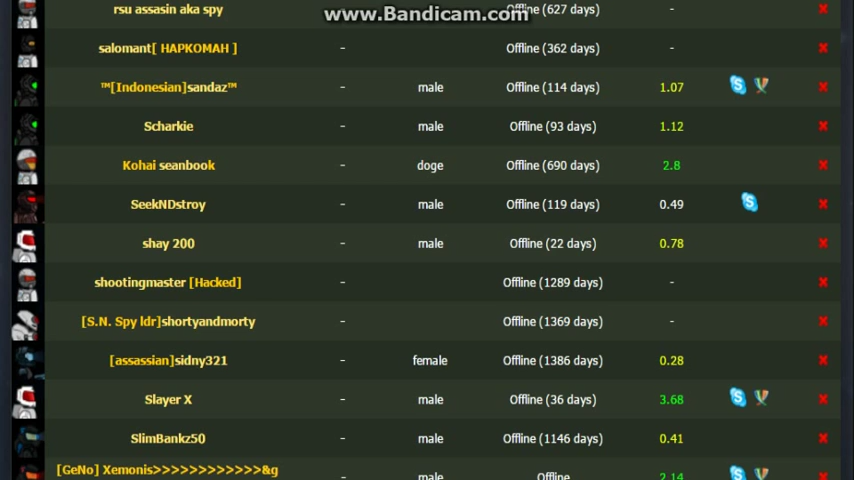 www.Bandicam.com
rsu assasin aka spy Offline (627 days) -
salomant[ HAPKOMAH ] - Offline (362 days) -
™[Indonesian]sandaz™ - male Offline (114 days) 1.07
Scharkie - male Offline (93 days) 1.12
Kohai seanbook - doge Offline (690 days) 2.8
SeekNDstroy - male Offline (119 days) 0.49
shay 200 - male Offline (22 days) 0.78
shootingmaster [Hacked] - Offline (1289 days) -
[S.N. Spy ldr]shortyandmorty - Offline (1369 days) -
[assassian]sidny321 - female Offline (1386 days) 0.28
Slayer X - male Offline (36 days) 3.68
SlimBankz50 - male Offline (1146 days) 0.41
[GeNo] Xemonis>>>>>>>>>>>>&g - male Offline 2.14